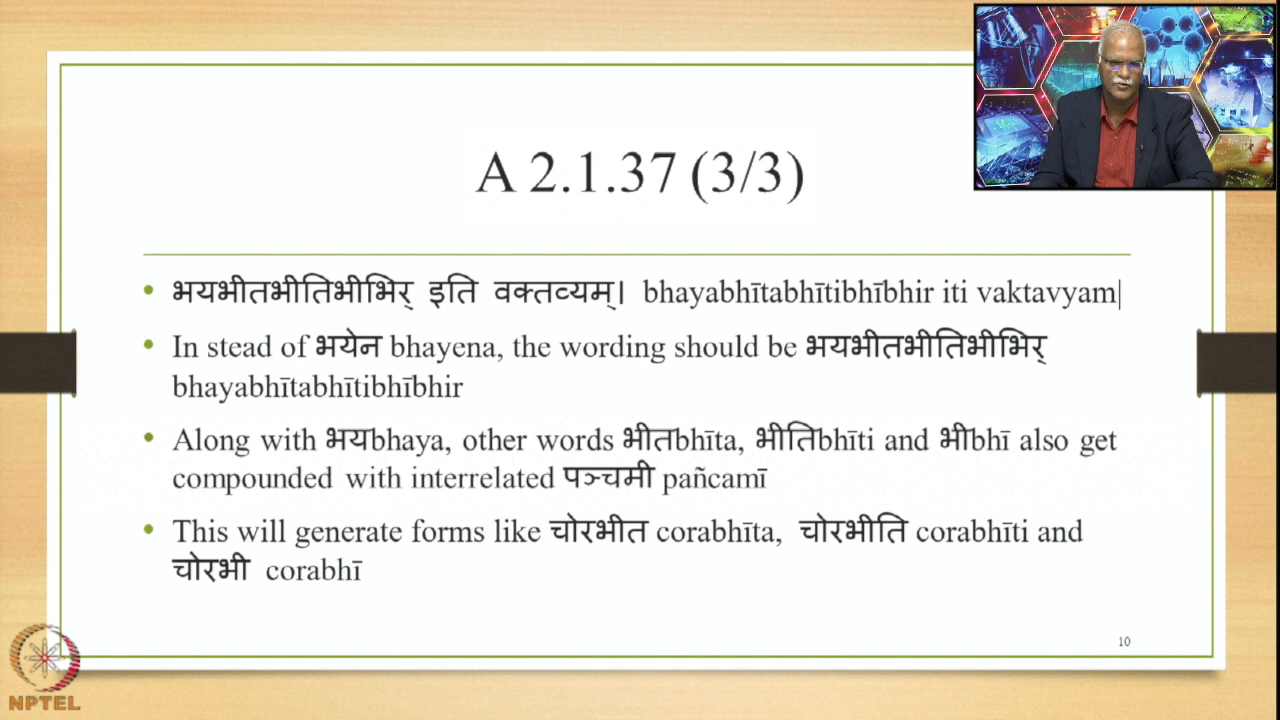 A 2.1.37 (3/3)
• भयभीतभीतिभीभिर् इति वक्तव्यम्। bhayabhītabhītibhībhir iti vaktavyam|
• In stead of भयेन bhayena, the wording should be भयभीतभीतिभीभिर्
bhayabhītabhītibhībhir
• Along with भयbhaya, other words भीतbhīta, भीतिbhīti and भीbhī also get
compounded with interrelated पञ्चमी pañcamī
• This will generate forms like चोरभीत corabhīta, चोरभीति corabhīti and
चोरभी corabhī
10
NPTEL